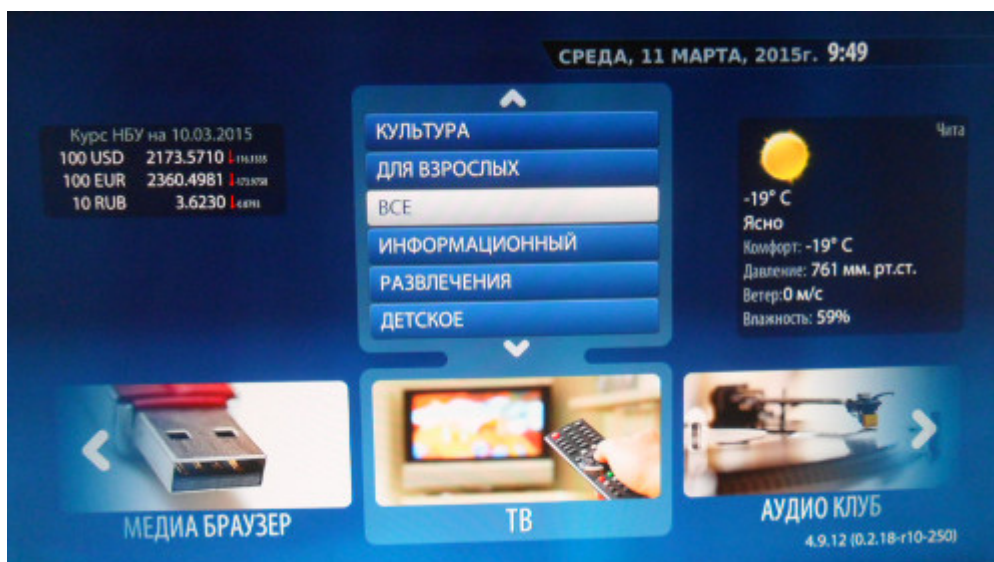 СРЕДА, 11 МАРТА, 2015г. 9:49
Курс НБУ на 10.03.2015
100 USD 2173.5710
100 EUR 2360.4981
10 RUB 3.6230
КУЛЬТУРА
ДЛЯ ВЗРОСЛЫХ
ВСЕ
ИНФОРМАЦИОННЫЙ
РАЗВЛЕЧЕНИЯ
ДЕТСКОЕ
Чита
-19° C
Ясно
Комфорт: -19° C
Давление: 761 мм. рт.ст.
Ветер:0 м/с
Влажность: 59%
МЕДИА БРАУЗЕР
ТВ
АУДИО КЛУБ
4.9.12 (0.2.18-r10-250)